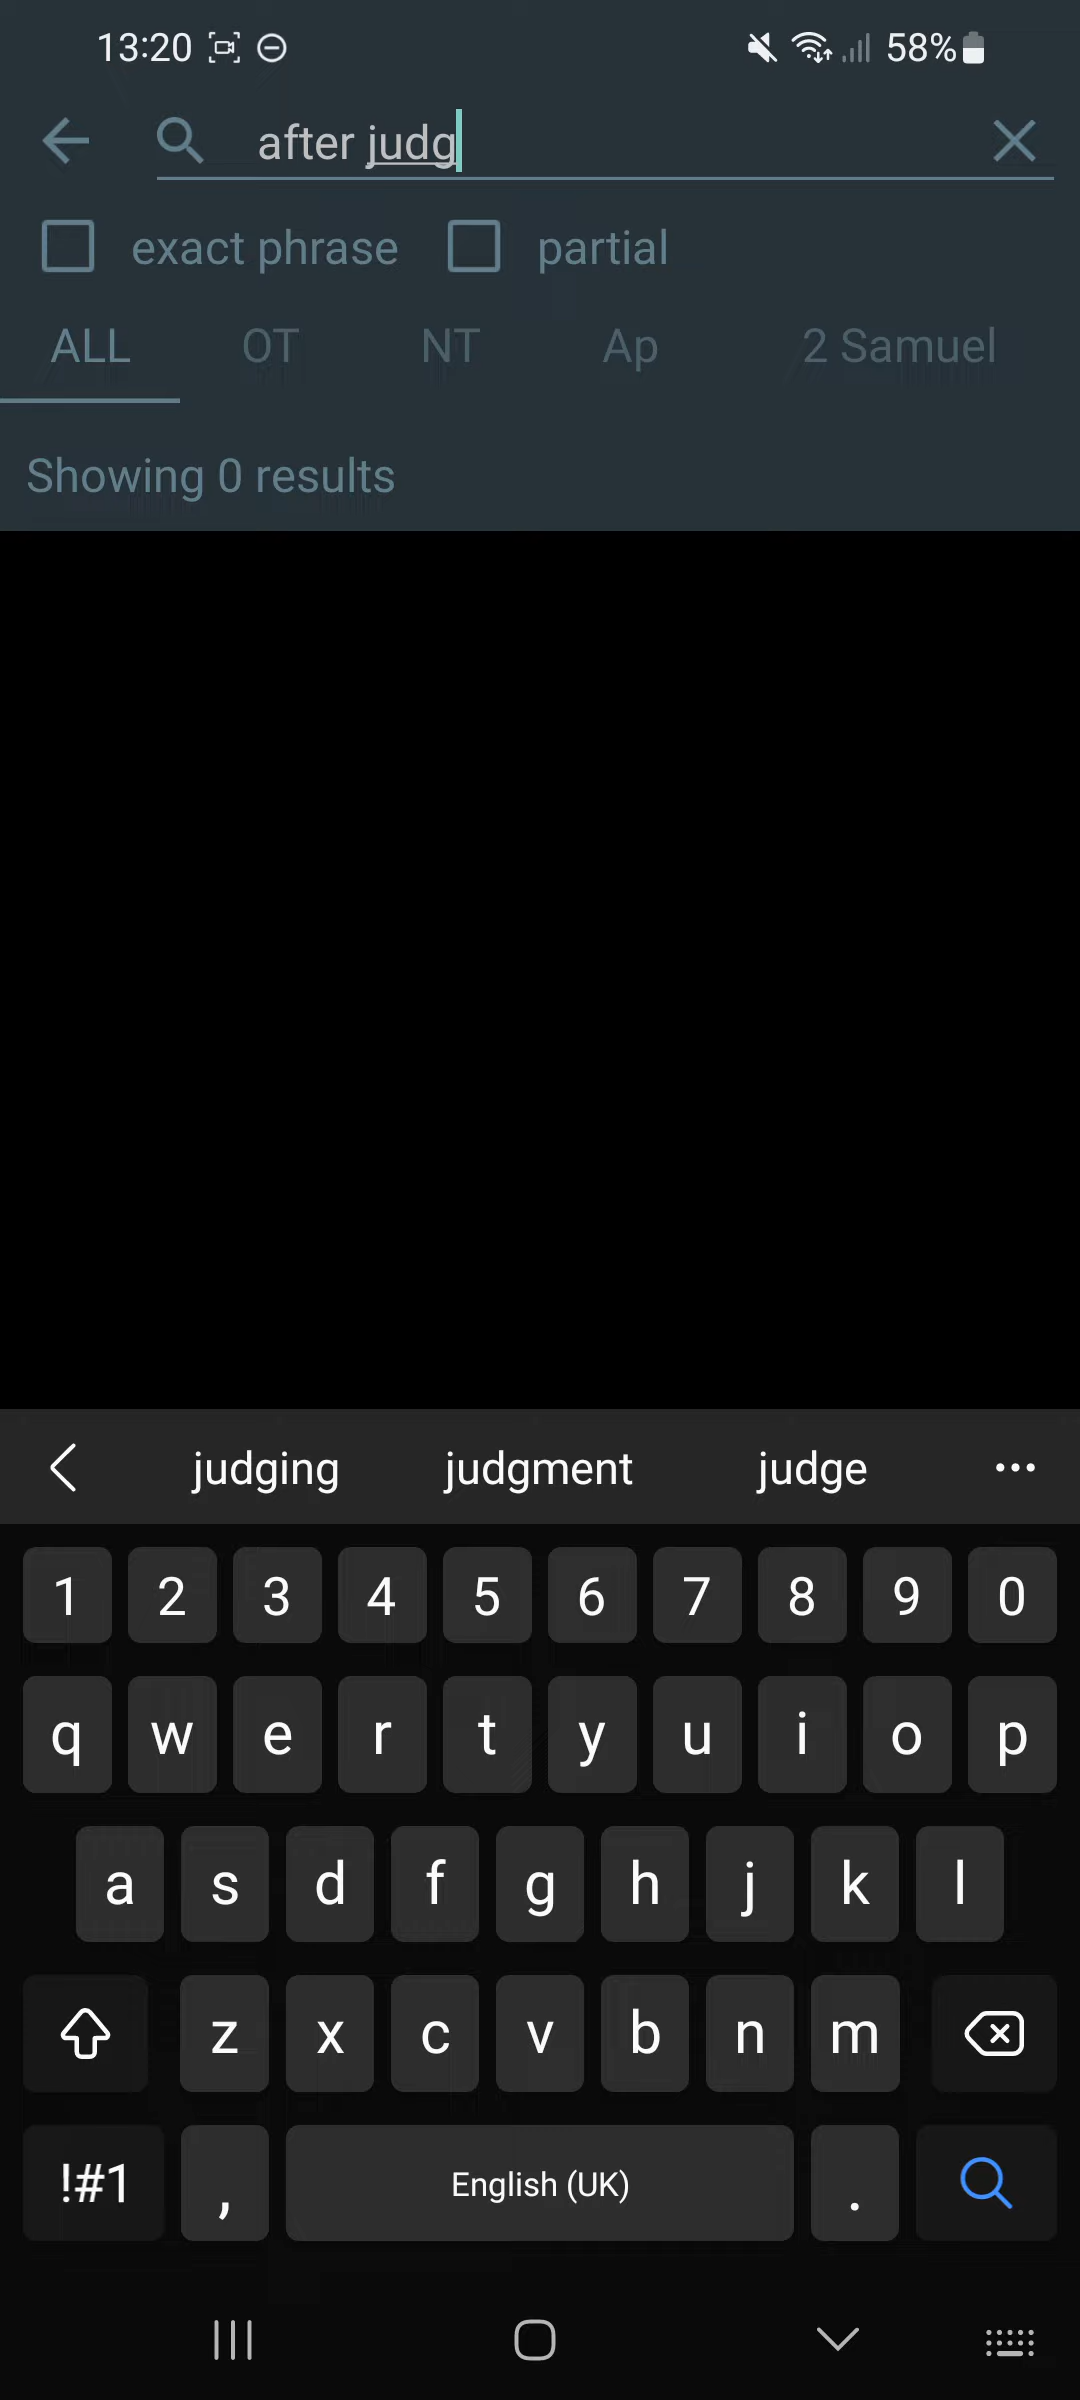 13:20 58%
after judg
exact phrase partial
ALL OT NT Ap 2 Samuel
Showing 0 results
judging judgment judge ...
1 2 3 4 5 6 7 8 9 0
q w e r t y u i o p
a s d f g h j k l
z x c v b n m
!#1 , English (UK) .